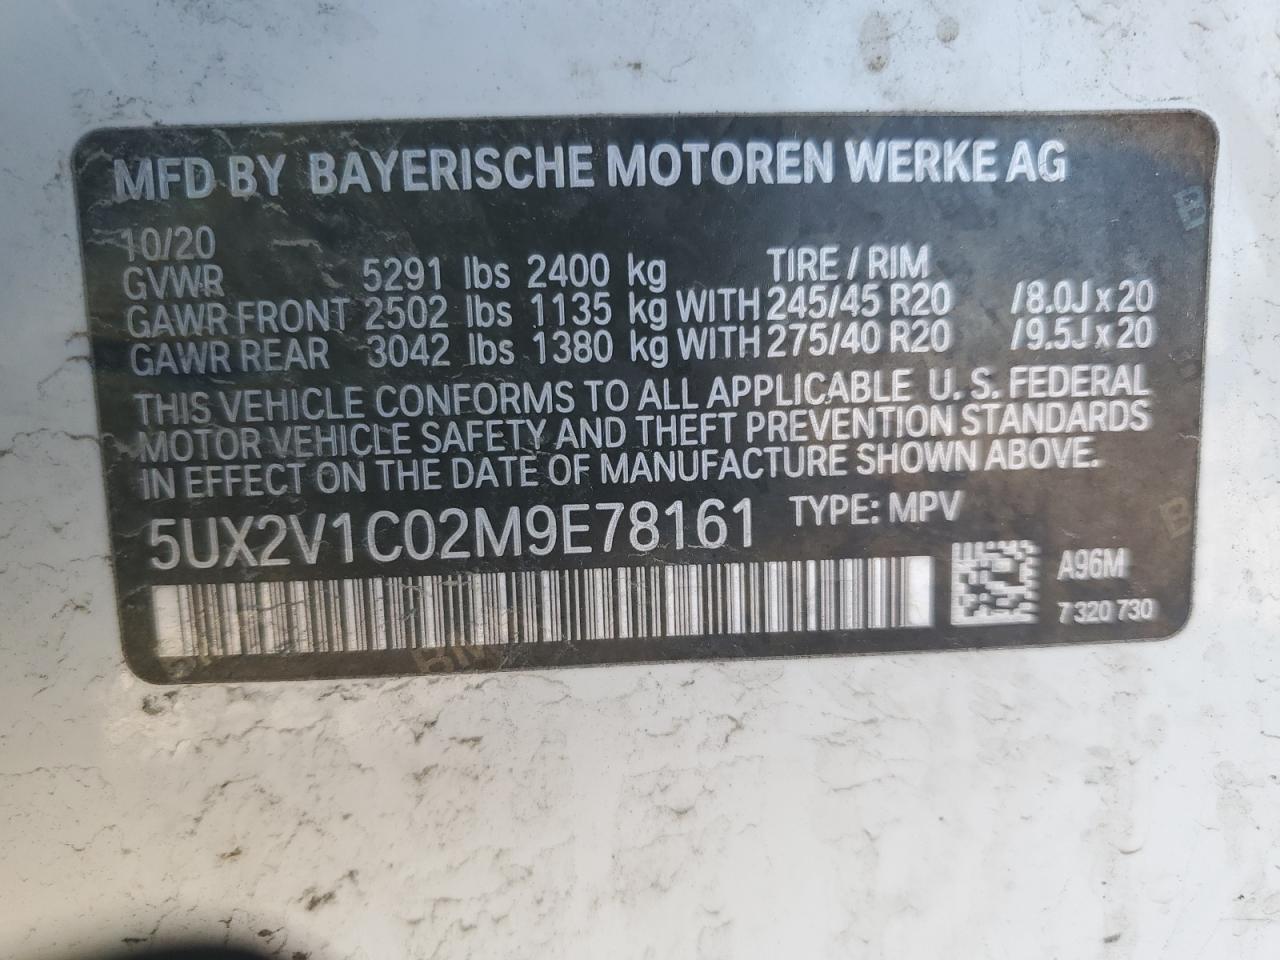 MFD BY BAYERISCHE MOTOREN WERKE AG
10/20
GVWR 5291 lbs 2400 kg TIRE / RIM
GAWR FRONT 2502 lbs 1135 kg WITH 245/45 R20 /8.0J x 20
GAWR REAR 3042 lbs 1380 kg WITH 275/40 R20 /9.5J x 20
THIS VEHICLE CONFORMS TO ALL APPLICABLE U. S. FEDERAL
MOTOR VEHICLE SAFETY AND THEFT PREVENTION STANDARDS
IN EFFECT ON THE DATE OF MANUFACTURE SHOWN ABOVE.
5UX2V1C02M9E78161 TYPE: MPV
A96M
7 320 730